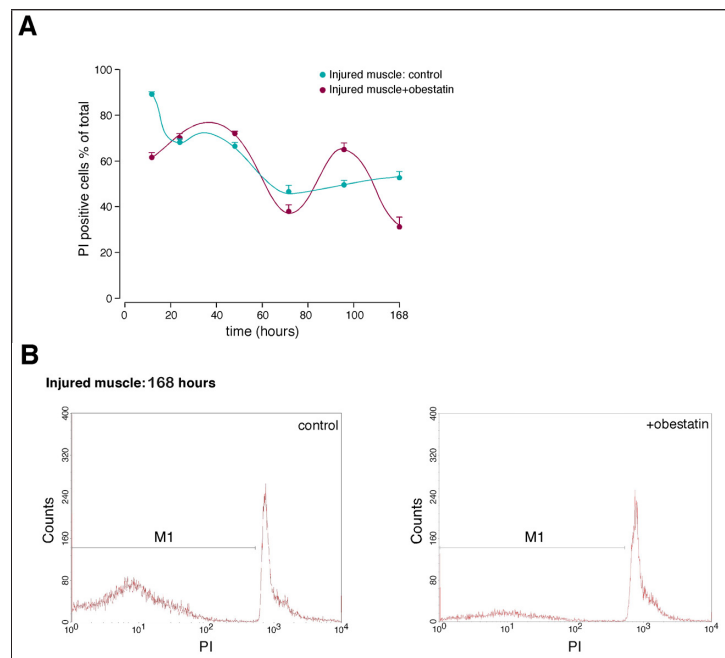 A
Injured muscle: control
Injured muscle+obestatin
PI positive cells % of total
100
80
60
40
20
0
0 20 40 60 80 100 168
time (hours)
B
Injured muscle: 168 hours
control
Counts
400
320
240
160
80
0
M1
10^0 10^1 10^2 10^3 10^4
PI
+obestatin
Counts
400
320
240
160
80
0
M1
10^0 10^1 10^2 10^3 10^4
PI